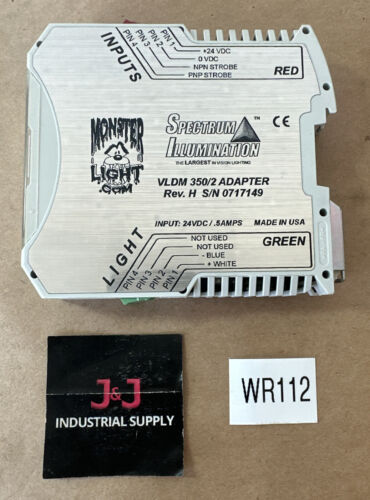 INPUTS
PIN 4
PIN 3
PIN 2
PIN 1
+24 VDC
0 VDC
NPN STROBE
PNP STROBE
RED
MONSTER
LIGHT
.COM
SPECTRUM
ILLUMINATION
™
THE LARGEST IN VISION LIGHTING
CE
VLDM 350/2 ADAPTER
Rev. H S/N 0717149
INPUT: 24VDC / .5AMPS MADE IN USA
LIGHT
PIN 4
PIN 3
PIN 2
PIN 1
NOT USED
NOT USED
- BLUE
+ WHITE
GREEN
J&J
INDUSTRIAL SUPPLY
WR112